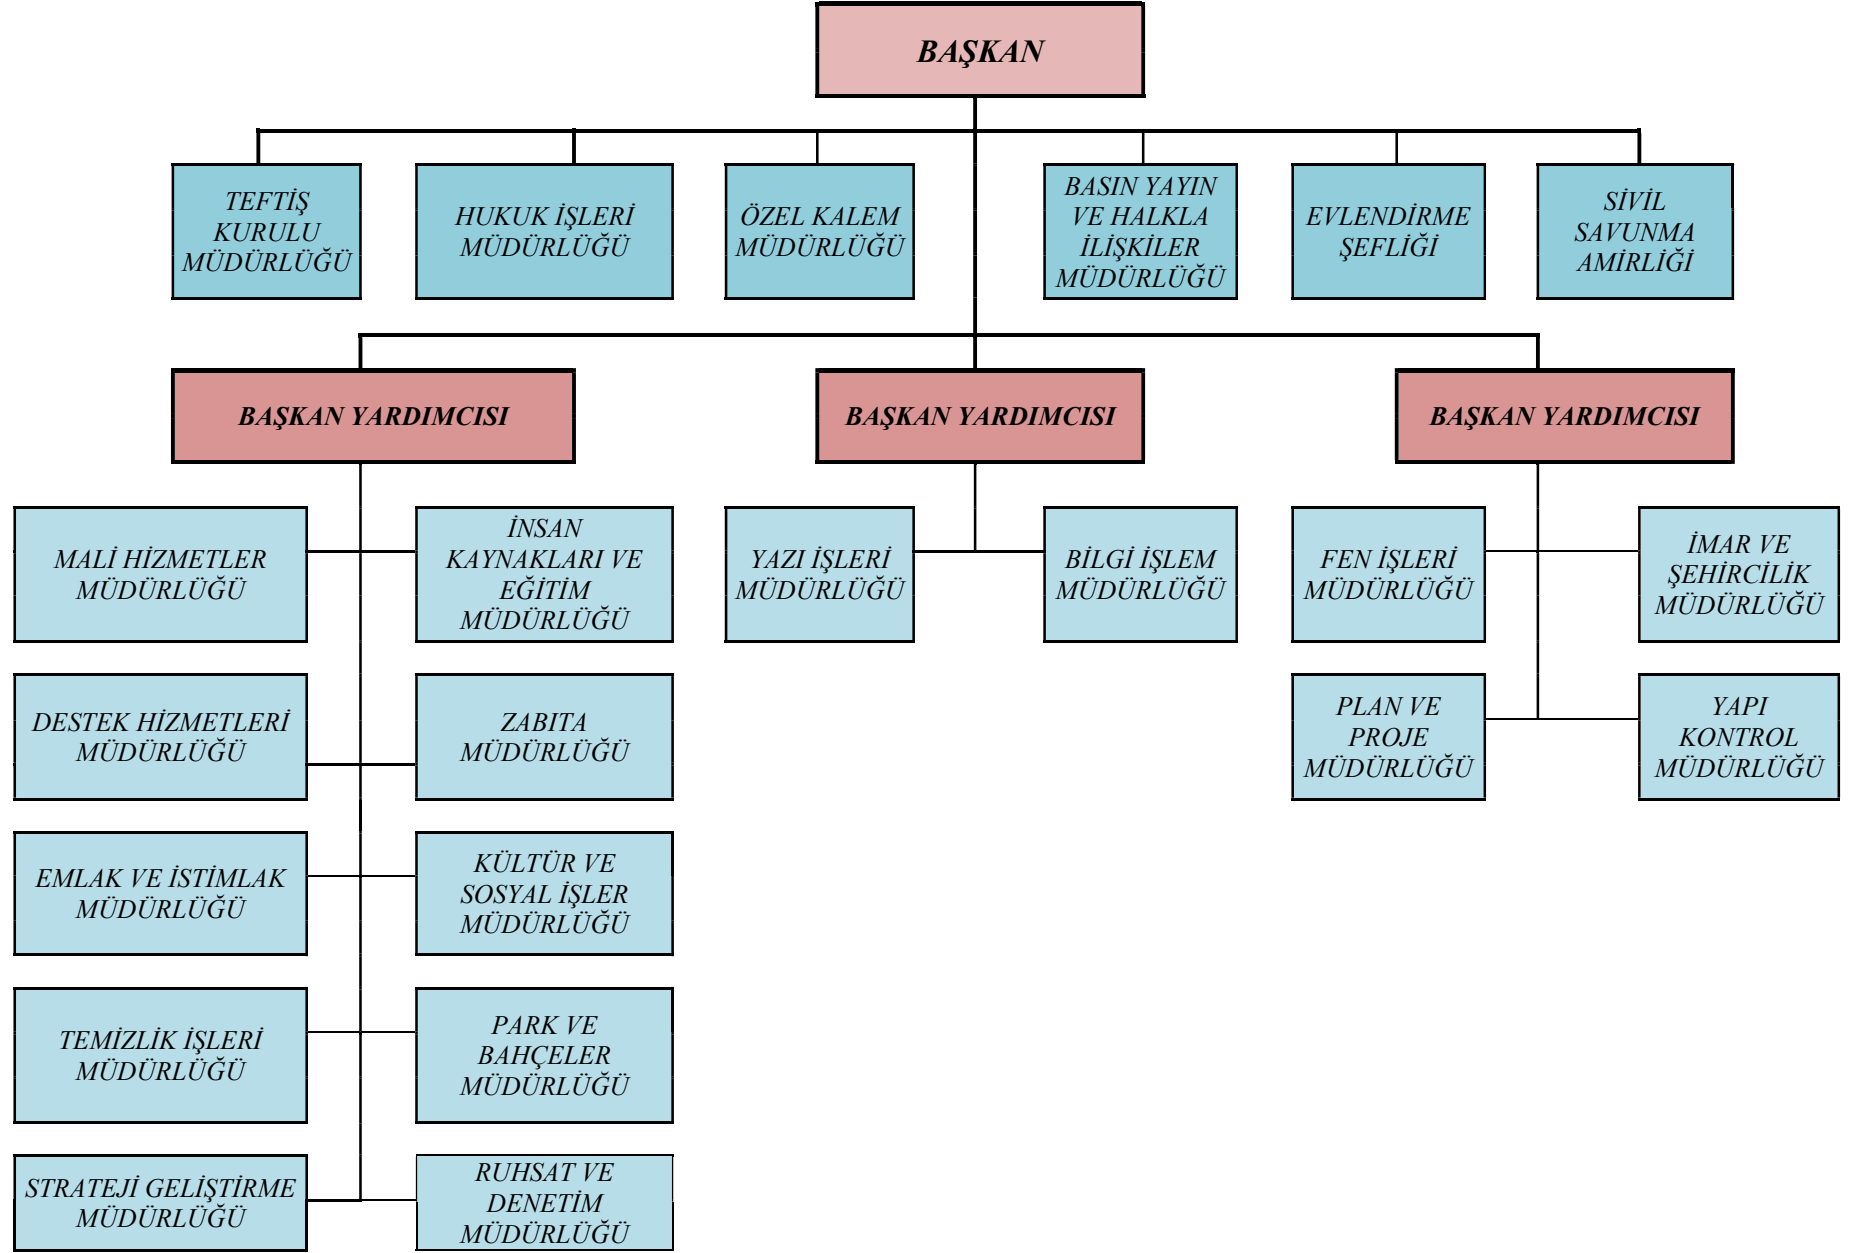 BAŞKAN
TEFTİŞ
KURULU
MÜDÜRLÜĞÜ
HUKUK İŞLERİ
MÜDÜRLÜĞÜ
ÖZEL KALEM
MÜDÜRLÜĞÜ
BASIN YAYIN
VE HALKLA
İLİŞKİLER
MÜDÜRLÜĞÜ
EVLENDİRME
ŞEFLİĞİ
SİVİL
SAVUNMA
AMİRLİĞİ
BAŞKAN YARDIMCISI
BAŞKAN YARDIMCISI
BAŞKAN YARDIMCISI
MALİ HİZMETLER
MÜDÜRLÜĞÜ
İNSAN
KAYNAKLARI VE
EĞİTİM
MÜDÜRLÜĞÜ
YAZI İŞLERİ
MÜDÜRLÜĞÜ
BİLGİ İŞLEM
MÜDÜRLÜĞÜ
FEN İŞLERİ
MÜDÜRLÜĞÜ
İMAR VE
ŞEHİRCİLİK
MÜDÜRLÜĞÜ
DESTEK HİZMETLERİ
MÜDÜRLÜĞÜ
ZABITA
MÜDÜRLÜĞÜ
PLAN VE
PROJE
MÜDÜRLÜĞÜ
YAPI
KONTROL
MÜDÜRLÜĞÜ
EMLAK VE İSTİMLAK
MÜDÜRLÜĞÜ
KÜLTÜR VE
SOSYAL İŞLER
MÜDÜRLÜĞÜ
TEMİZLİK İŞLERİ
MÜDÜRLÜĞÜ
PARK VE
BAHÇELER
MÜDÜRLÜĞÜ
STRATEJİ GELİŞTİRME
MÜDÜRLÜĞÜ
RUHSAT VE
DENETİM
MÜDÜRLÜĞÜ